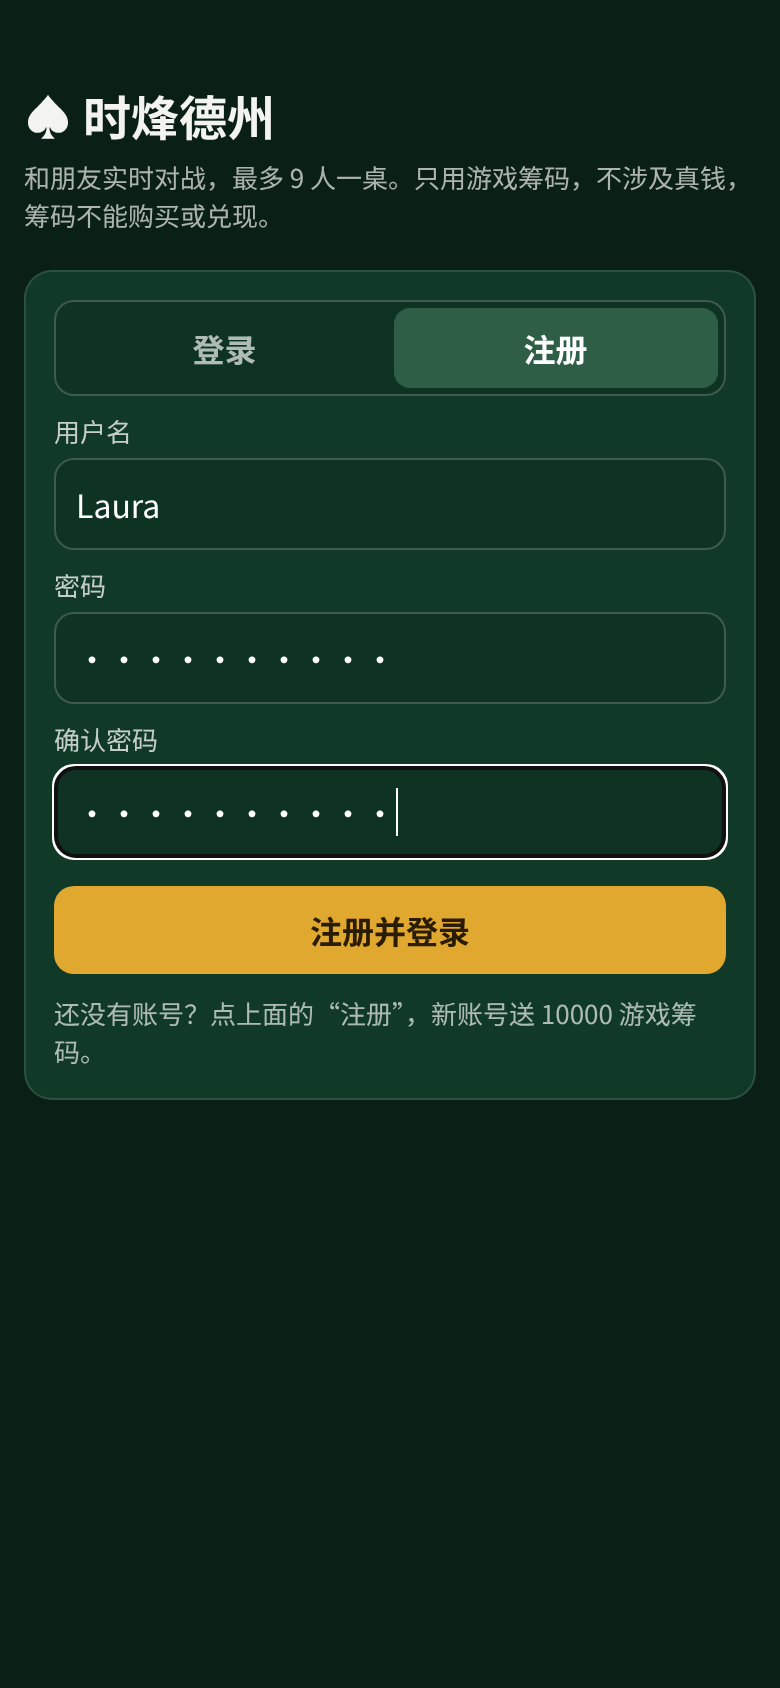 ♠ 时烽德州
和朋友实时对战，最多 9 人一桌。只用游戏筹码，不涉及真钱，
筹码不能购买或兑现。
登录
注册
用户名
Laura
密码
••••••••••
确认密码
••••••••••
注册并登录
还没有账号？点上面的“注册”，新账号送 10000 游戏筹
码。